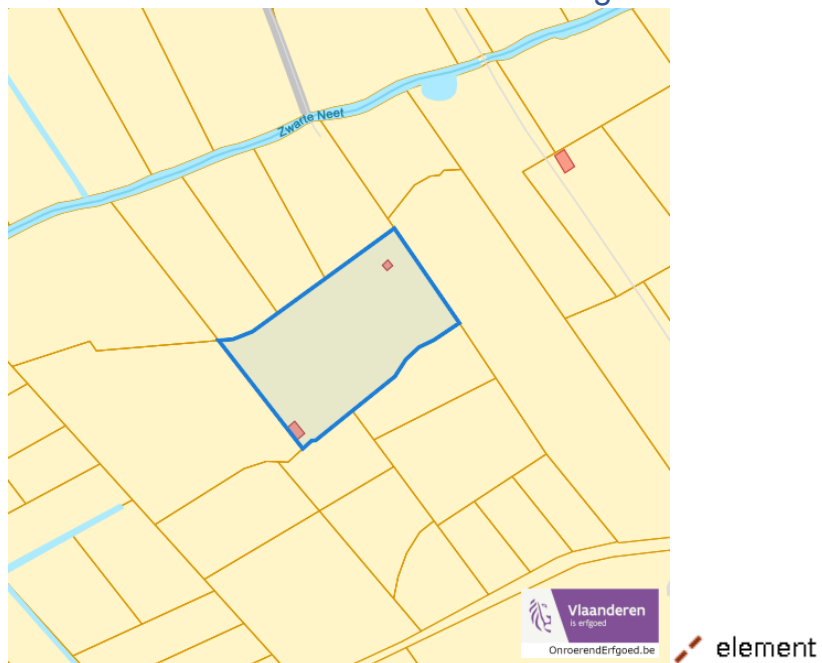 Zwarte Neet
Vlaanderen
is erfgoed
OnroerendErfgoed.be
element